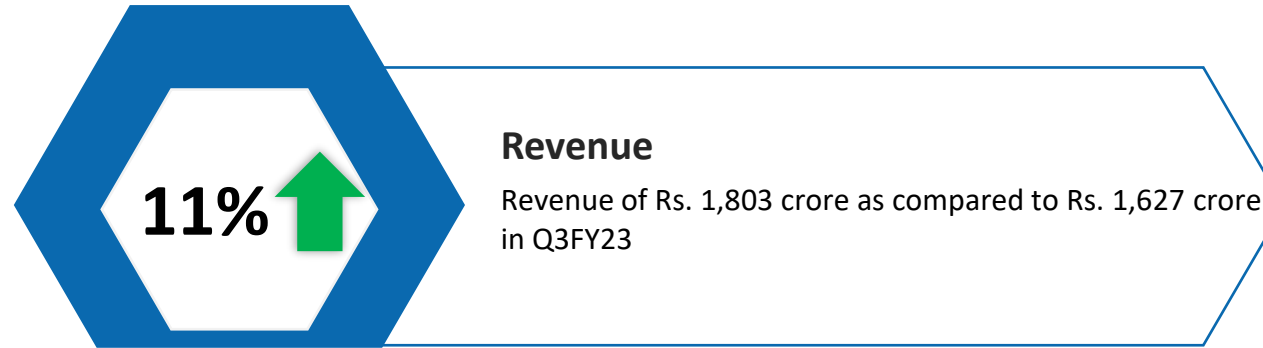 11%
Revenue
Revenue of Rs. 1,803 crore as compared to Rs. 1,627 crore
in Q3FY23